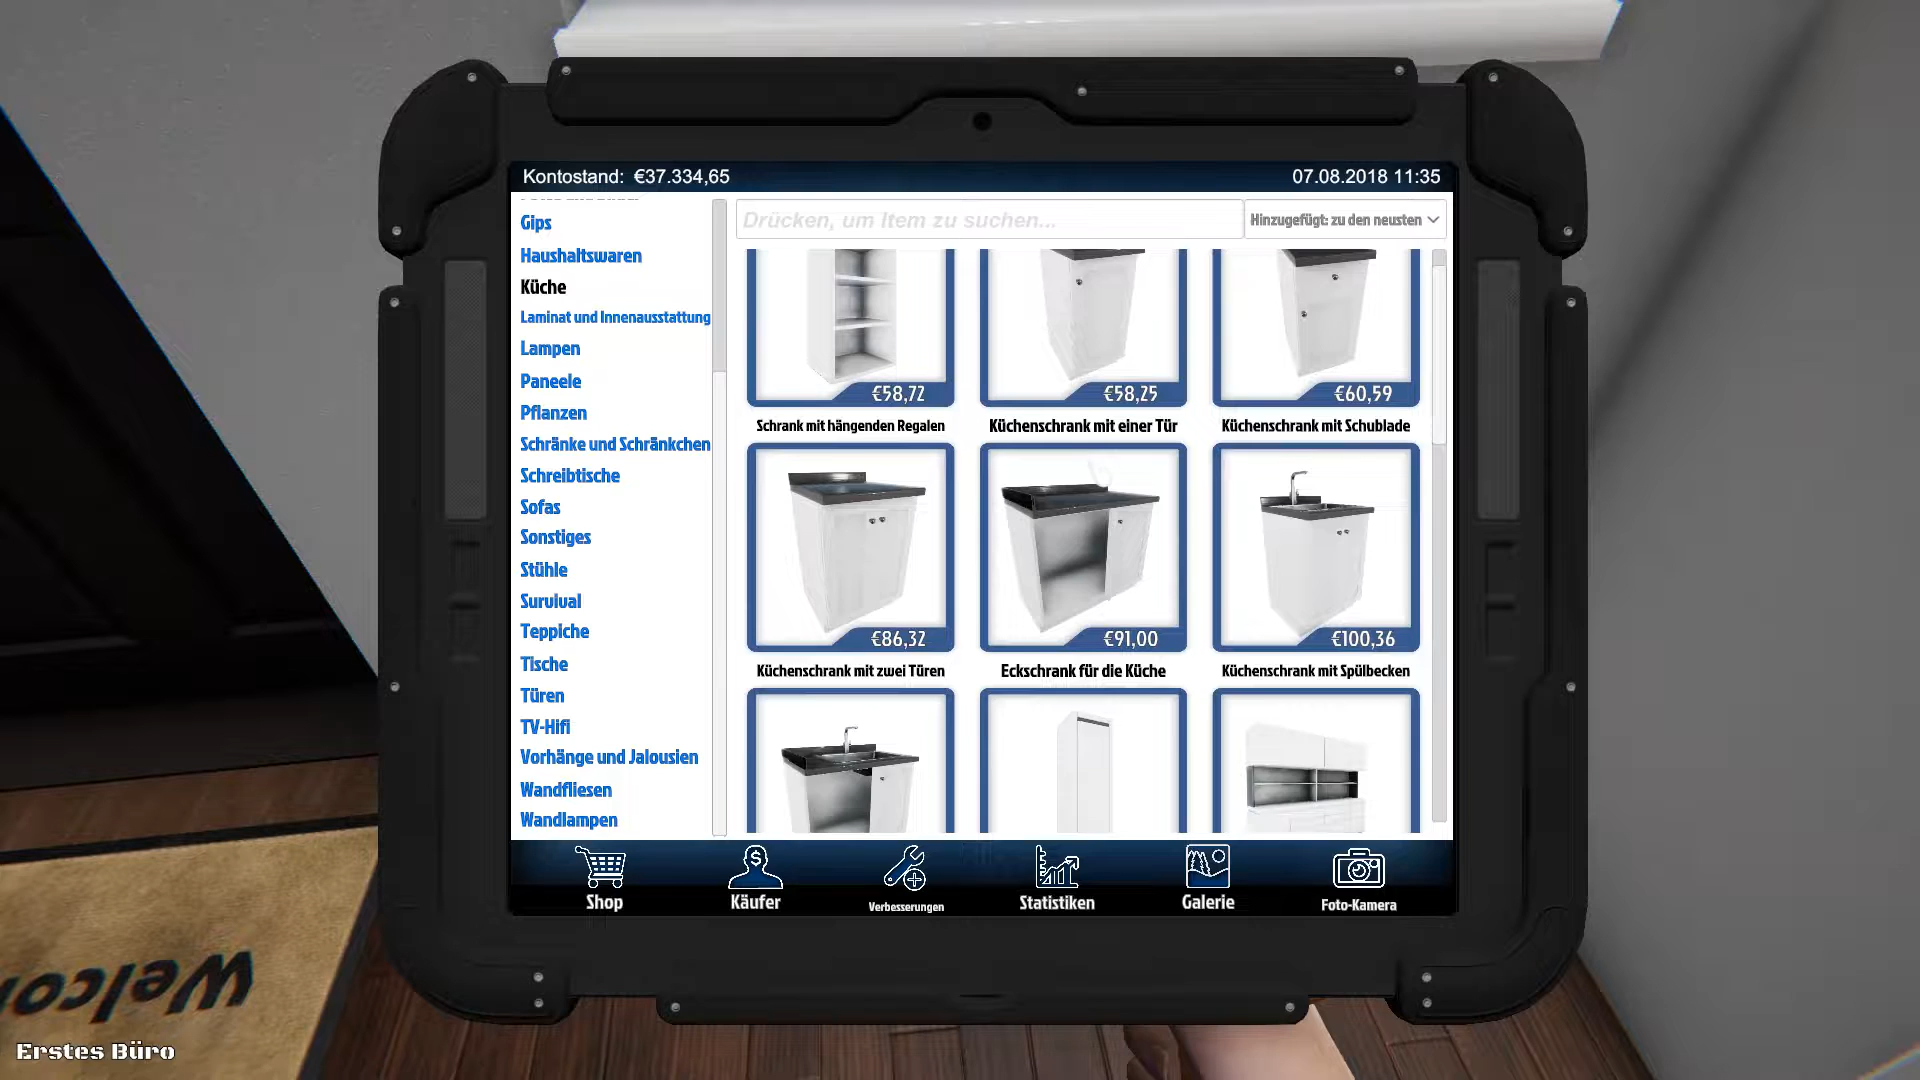 Kontostand: €37.334,65
07.08.2018 11:35
Gips
Haushaltswaren
Küche
Laminat und Innenausstattung
Lampen
Paneele
Pflanzen
Schränke und Schränkchen
Schreibtische
Sofas
Sonstiges
Stühle
Survival
Teppiche
Tische
Türen
TV-Hifi
Vorhänge und Jalousien
Wandfliesen
Wandlampen
Drücken, um Item zu suchen...
Hinzugefügt: zu den neusten
€58,72
€58,25
€60,59
Schrank mit hängenden Regalen
Küchenschrank mit einer Tür
Küchenschrank mit Schublade
€86,32
€91,00
€100,36
Küchenschrank mit zwei Türen
Eckschrank für die Küche
Küchenschrank mit Spülbecken
Shop
Käufer
Verbesserungen
Statistiken
Galerie
Foto-Kamera
Welco
Erstes Büro